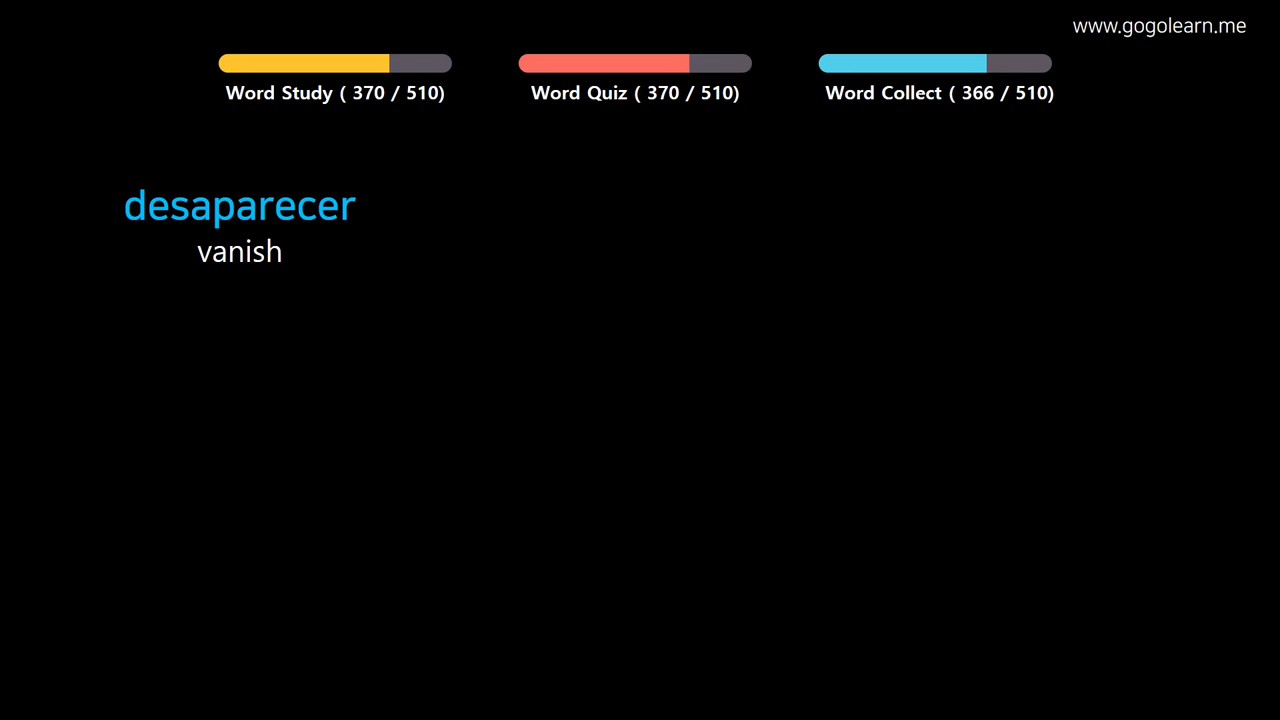 www.gogolearn.me
Word Study ( 370 / 510)
Word Quiz ( 370 / 510)
Word Collect ( 366 / 510)
desaparecer
vanish